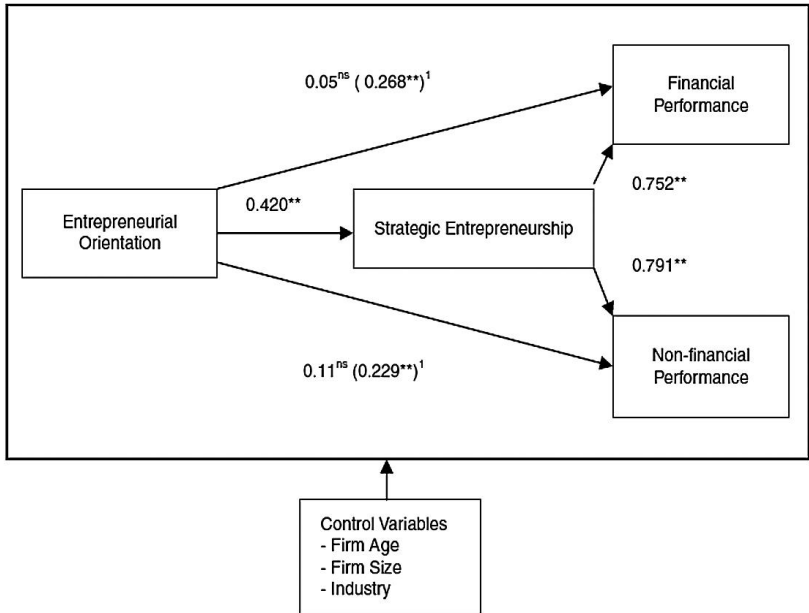 Financial
Performance
0.05ns ( 0.268**)1
0.752**
0.420**
Entrepreneurial
Orientation
Strategic Entrepreneurship
0.791**
Non-financial
Performance
0.11ns (0.229**)1
Control Variables
- Firm Age
- Firm Size
- Industry